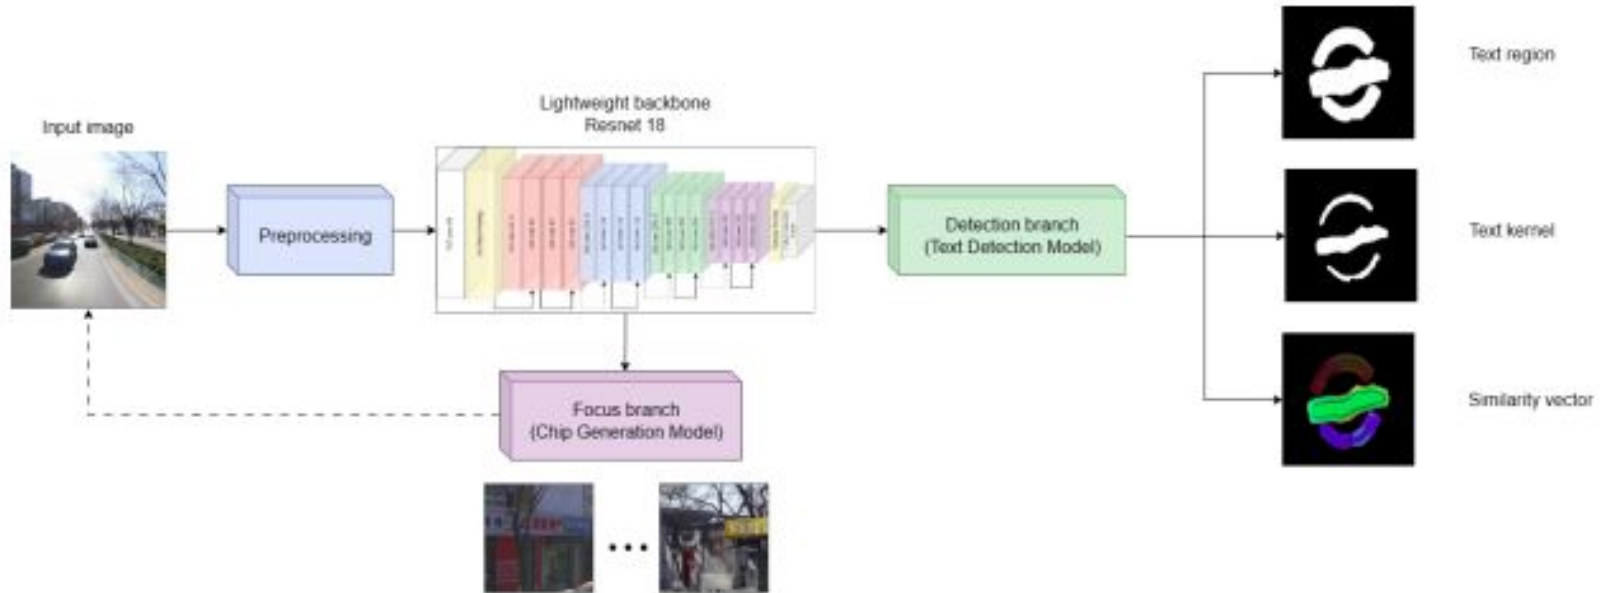 Input image
Preprocessing
Lightweight backbone
Resnet 18
Focus branch
(Chip Generation Model)
Detection branch
(Text Detection Model)
Text region
Text kernel
Similarity vector